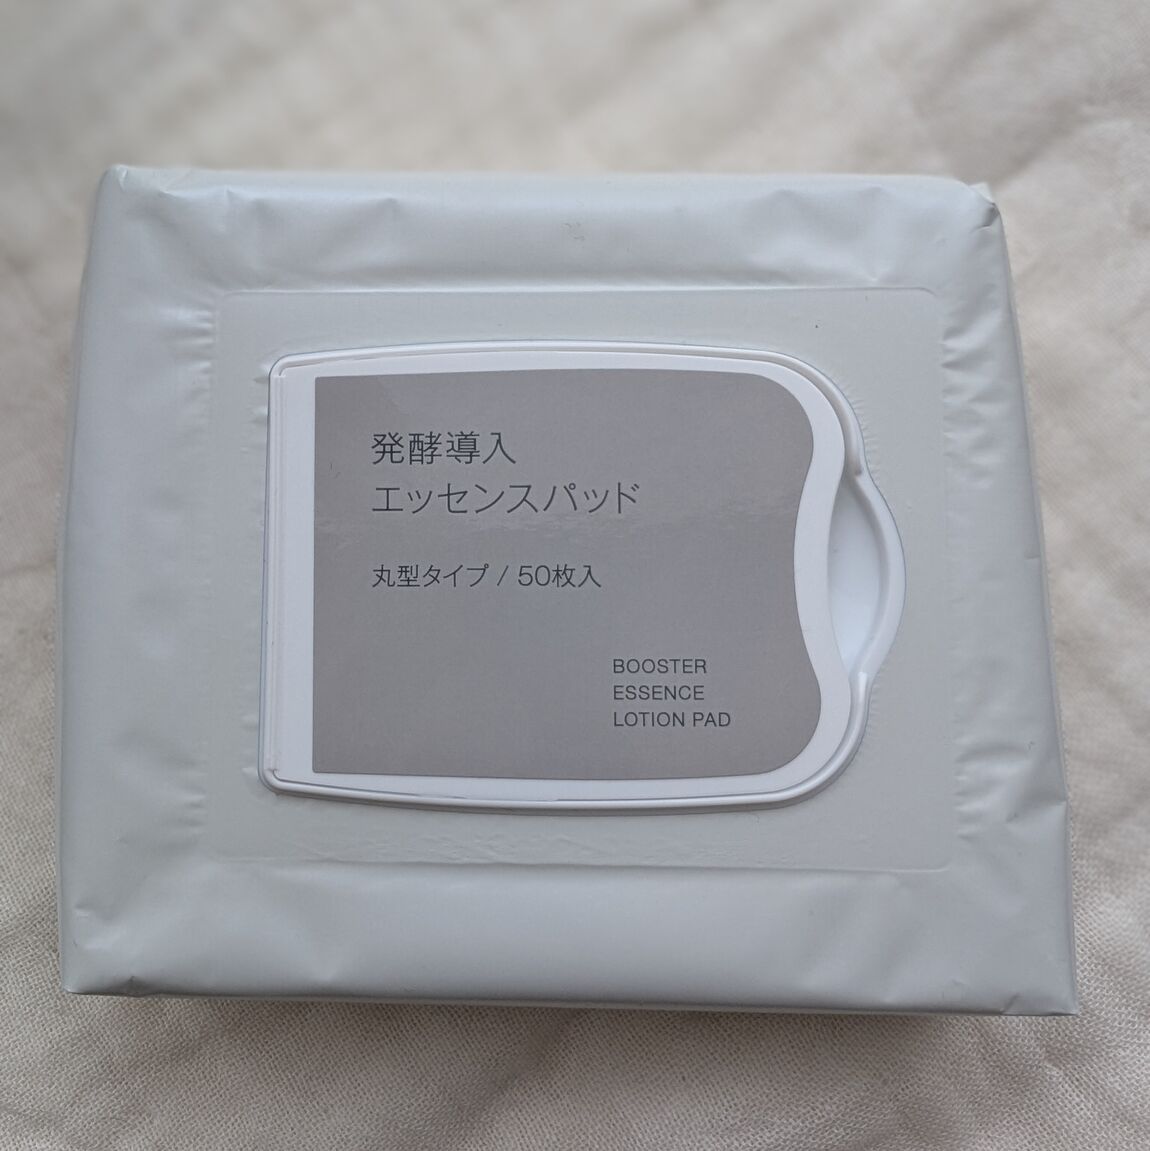 発酵導入
エッセンスパッド
丸型タイプ / 50枚入
BOOSTER
ESSENCE
LOTION PAD